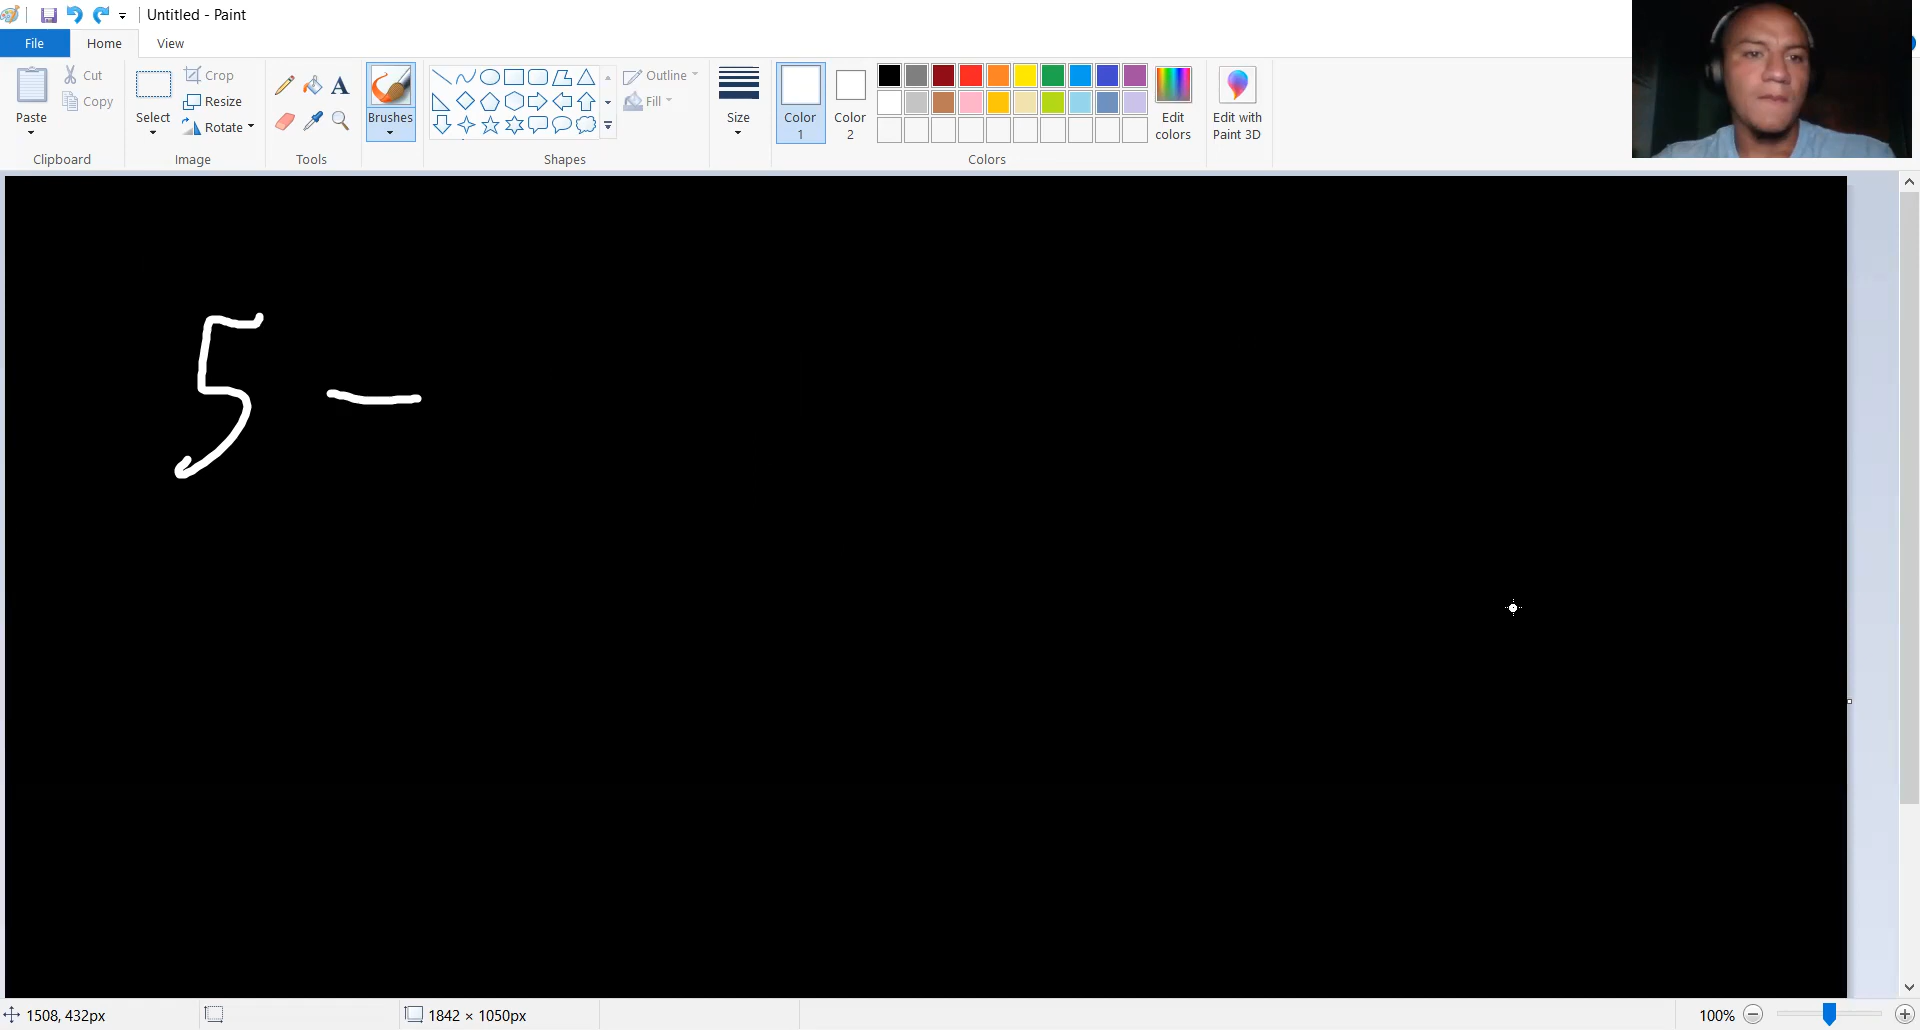 Untitled - Paint
File Home View
Paste Cut Copy Clipboard
Select Crop Resize Rotate Image
Tools
Brushes
Shapes Outline Fill
Size
Color 1 Color 2 Colors
Edit colors
Edit with Paint 3D
5 —
1508, 432px 1842 × 1050px 100%